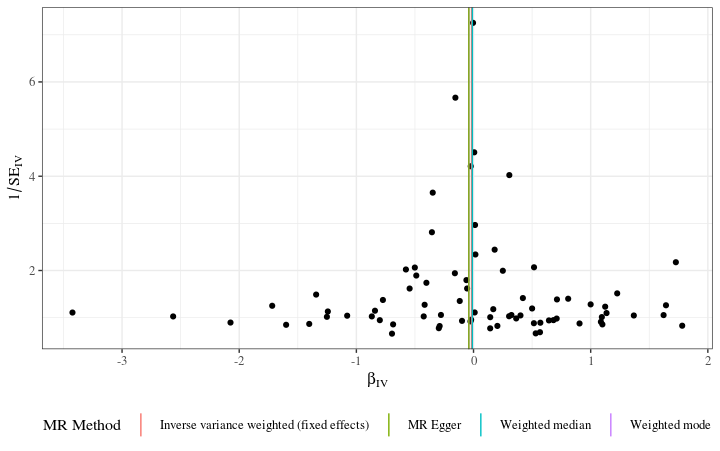 6
4
2
1/SE_IV
-3
-2
-1
0
1
2
β_IV
MR Method
Inverse variance weighted (fixed effects)
MR Egger
Weighted median
Weighted mode